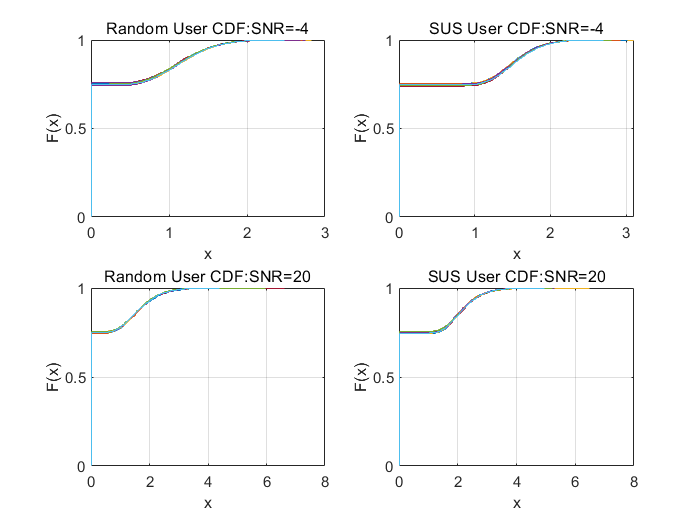 Random User CDF:SNR=-4
1
0.5
0
F(x)
0 1 2 3
x
SUS User CDF:SNR=-4
1
0.5
0
F(x)
0 1 2 3
x
Random User CDF:SNR=20
1
0.5
0
F(x)
0 2 4 6 8
x
SUS User CDF:SNR=20
1
0.5
0
F(x)
0 2 4 6 8
x